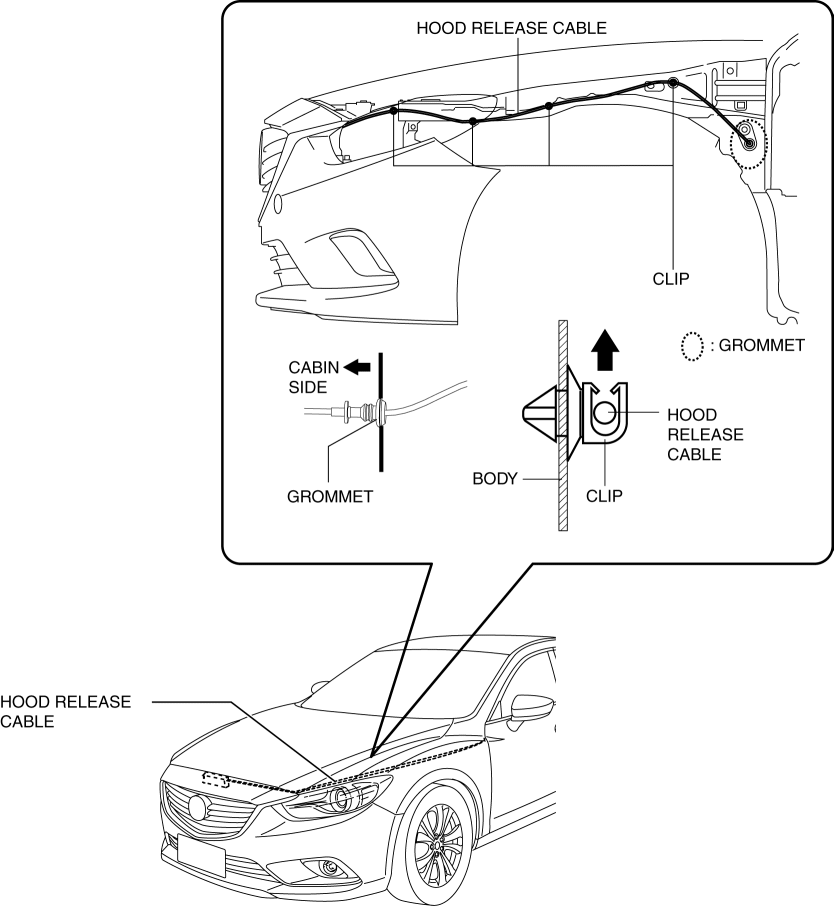 HOOD RELEASE CABLE
CLIP
: GROMMET
CABIN
SIDE
HOOD
RELEASE
CABLE
BODY
GROMMET
CLIP
HOOD RELEASE
CABLE